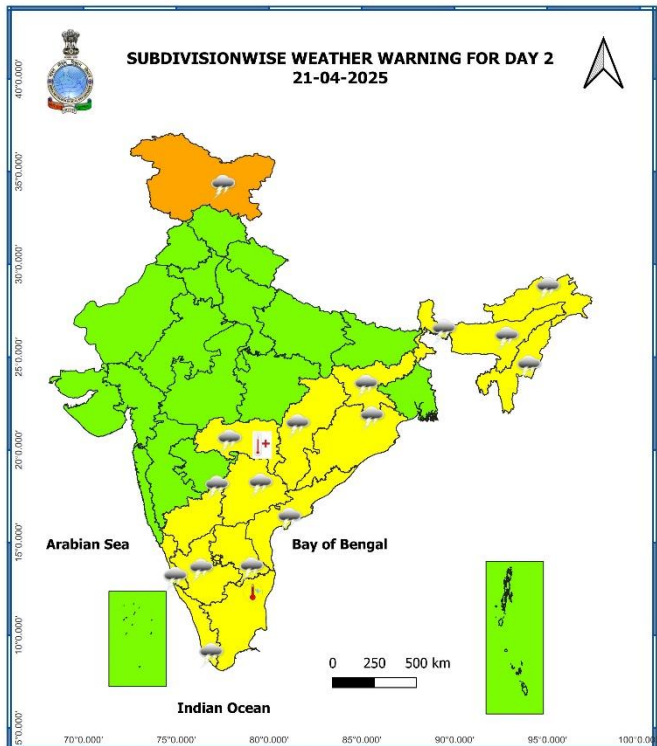 SUBDIVISIONWISE WEATHER WARNING FOR DAY 2
21-04-2025
40°0.000'
35°0.000'
30°0.000'
25°0.000'
20°0.000'
15°0.000'
10°0.000'
5°0.000'
Arabian Sea
Bay of Bengal
0 250 500 km
Indian Ocean
70°0.000' 75°0.000' 80°0.000' 85°0.000' 90°0.000' 95°0.000' 100°0.0